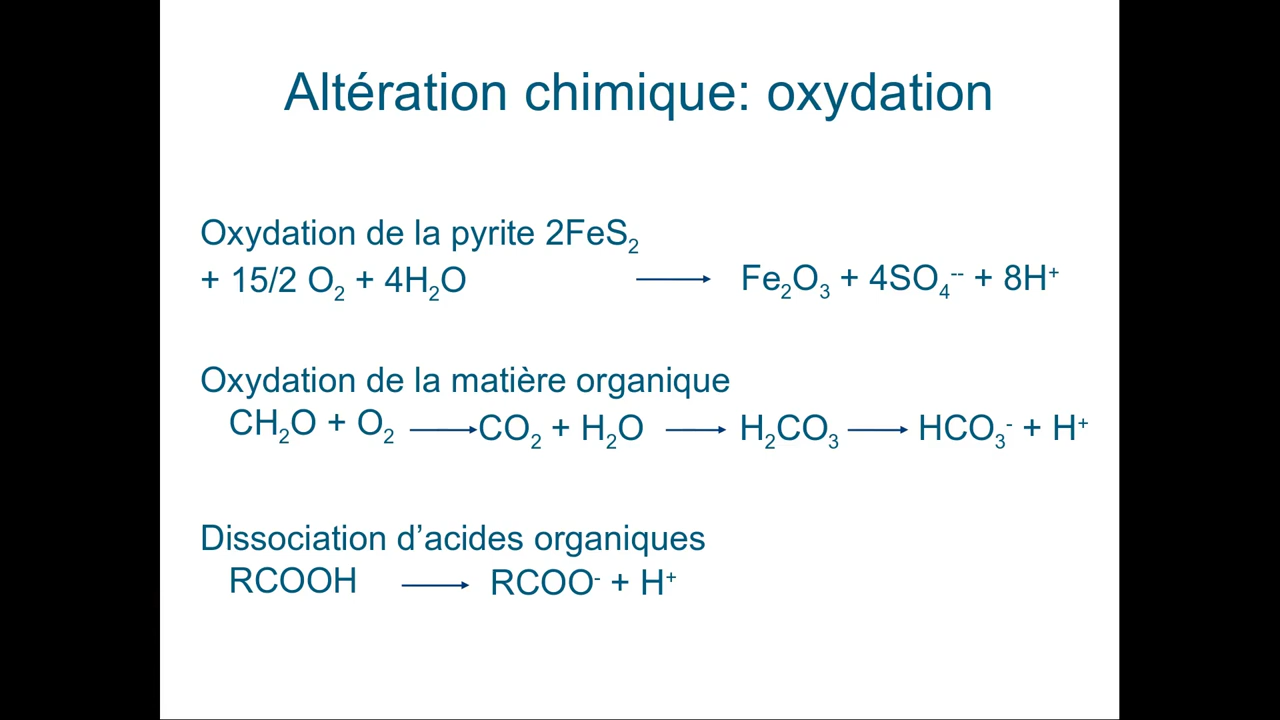 Altération chimique: oxydation
Oxydation de la pyrite 2FeS₂
+ 15/2 O₂ + 4H₂O ⟶ Fe₂O₃ + 4SO₄⁻⁻ + 8H⁺
Oxydation de la matière organique
CH₂O + O₂ ⟶ CO₂ + H₂O ⟶ H₂CO₃ ⟶ HCO₃⁻ + H⁺
Dissociation d’acides organiques
RCOOH ⟶ RCOO⁻ + H⁺